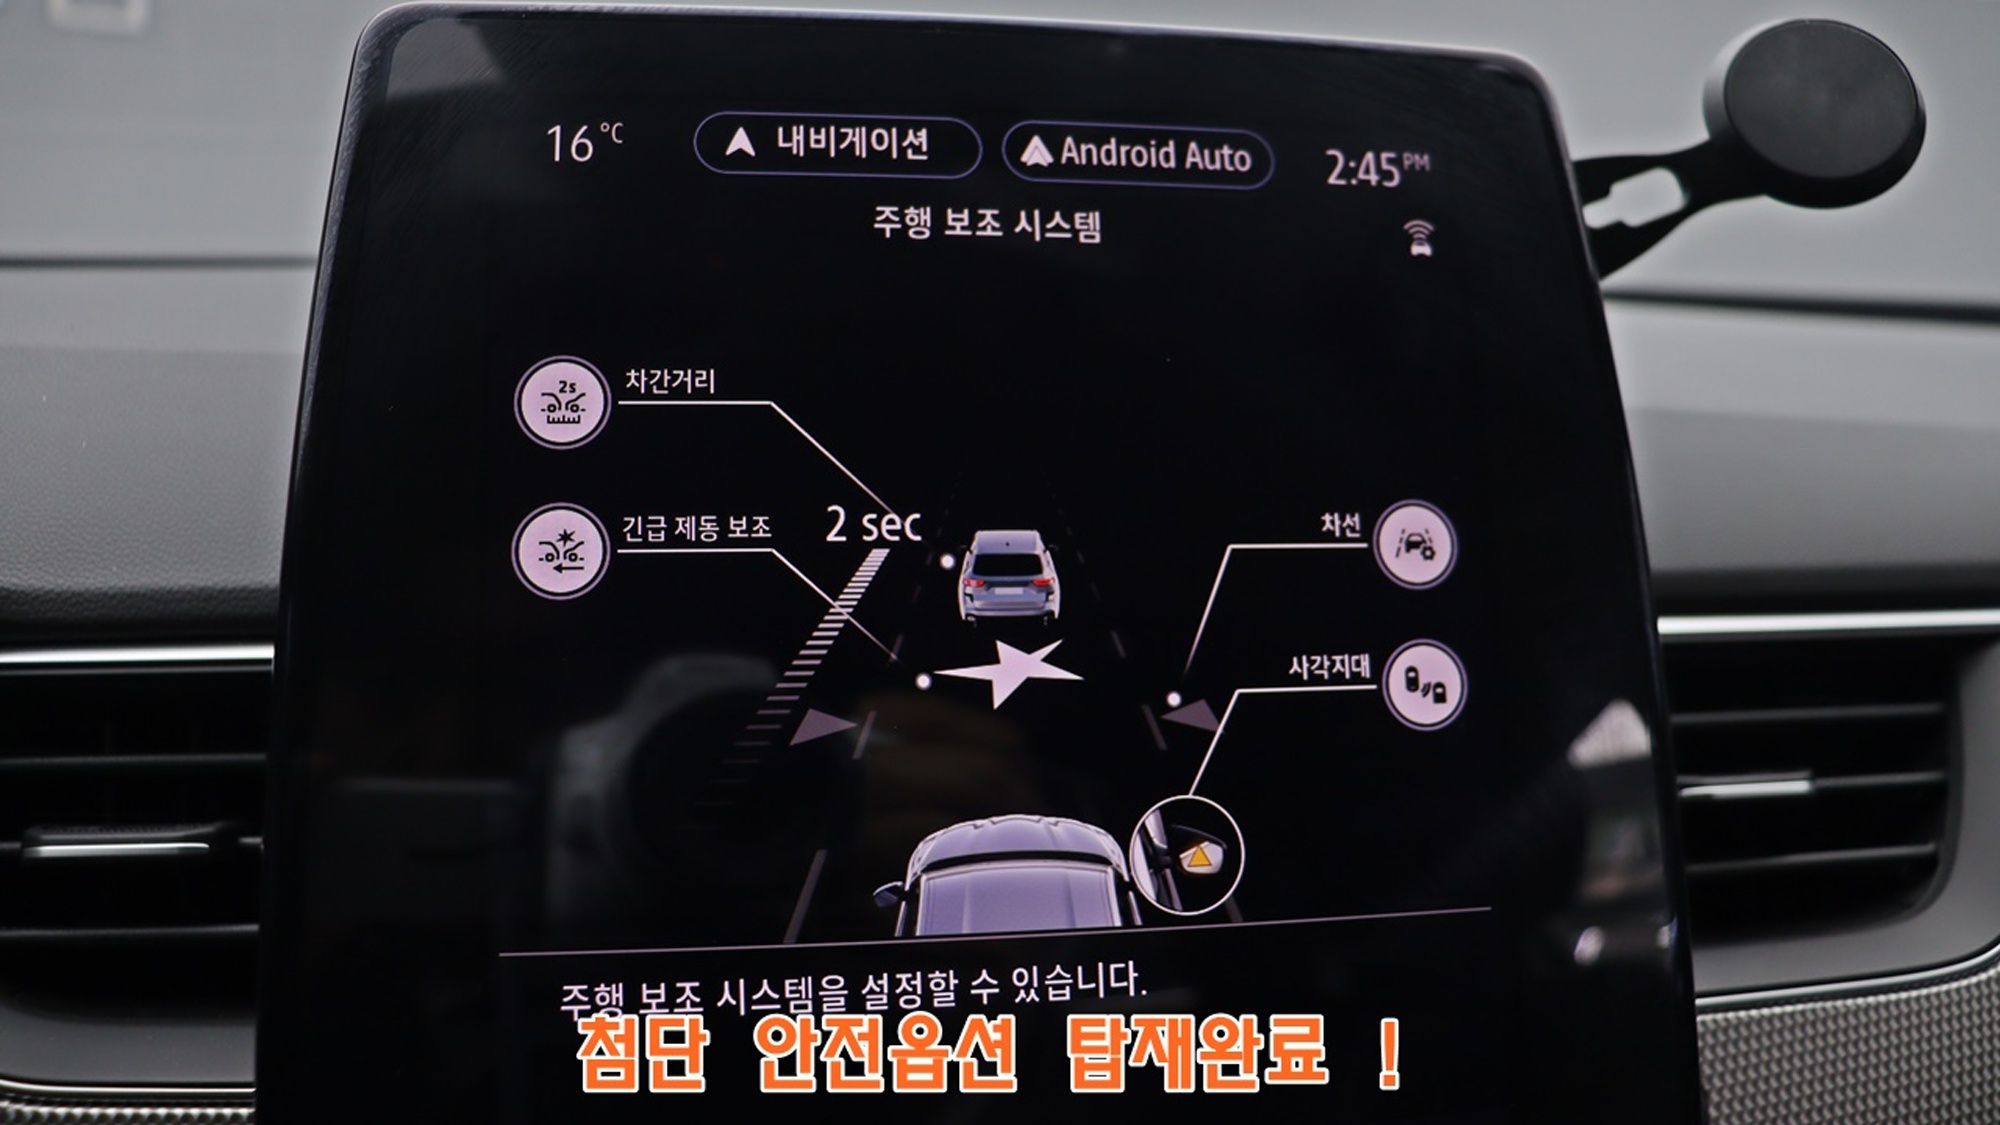 16 °C 내비게이션 Android Auto 2:45 PM
주행 보조 시스템
2s
차간거리
긴급 제동 보조
2 sec
차선
사각지대
주행 보조 시스템을 설정할 수 있습니다.
첨단 안전옵션 탑재완료 !